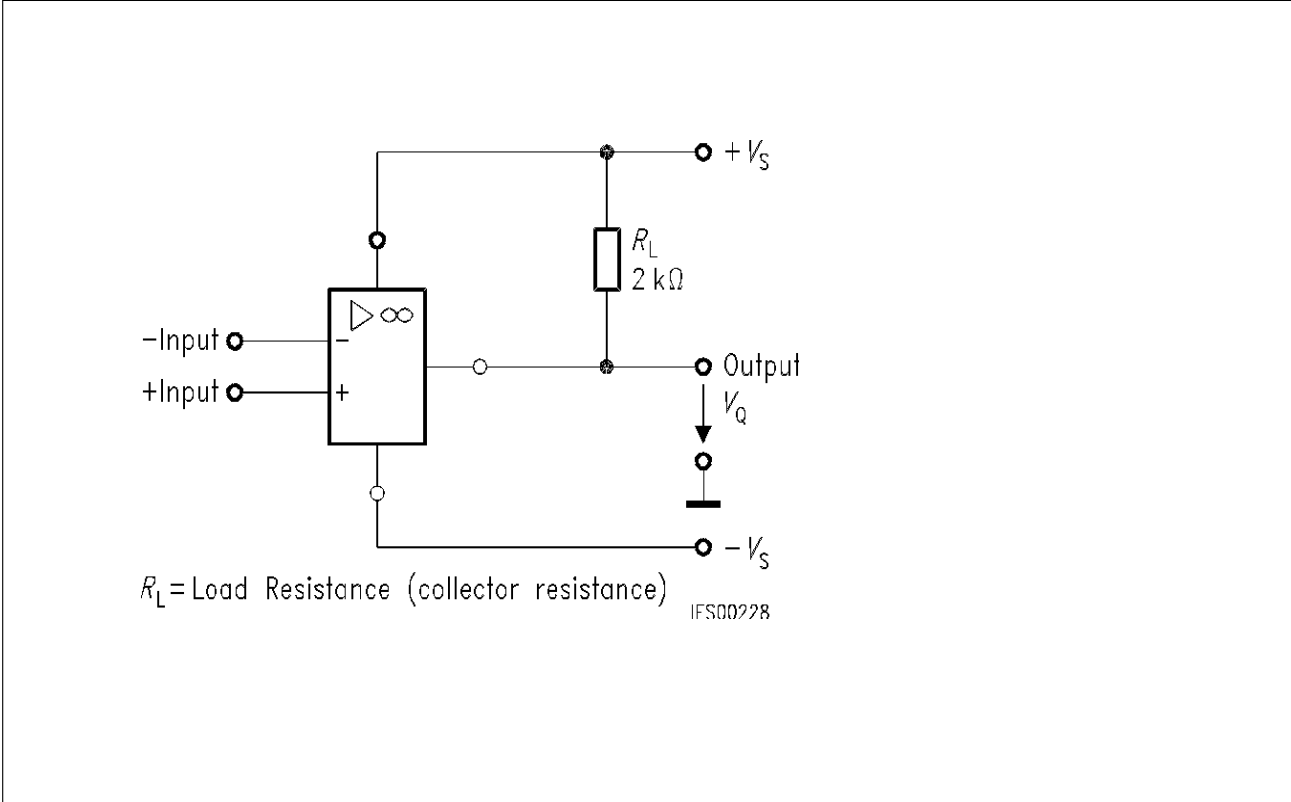 +VS
RL
2 kΩ
▷ ∞
−Input
−
Output
+Input
+
VQ
−VS
RL = Load Resistance (collector resistance)
IES00228